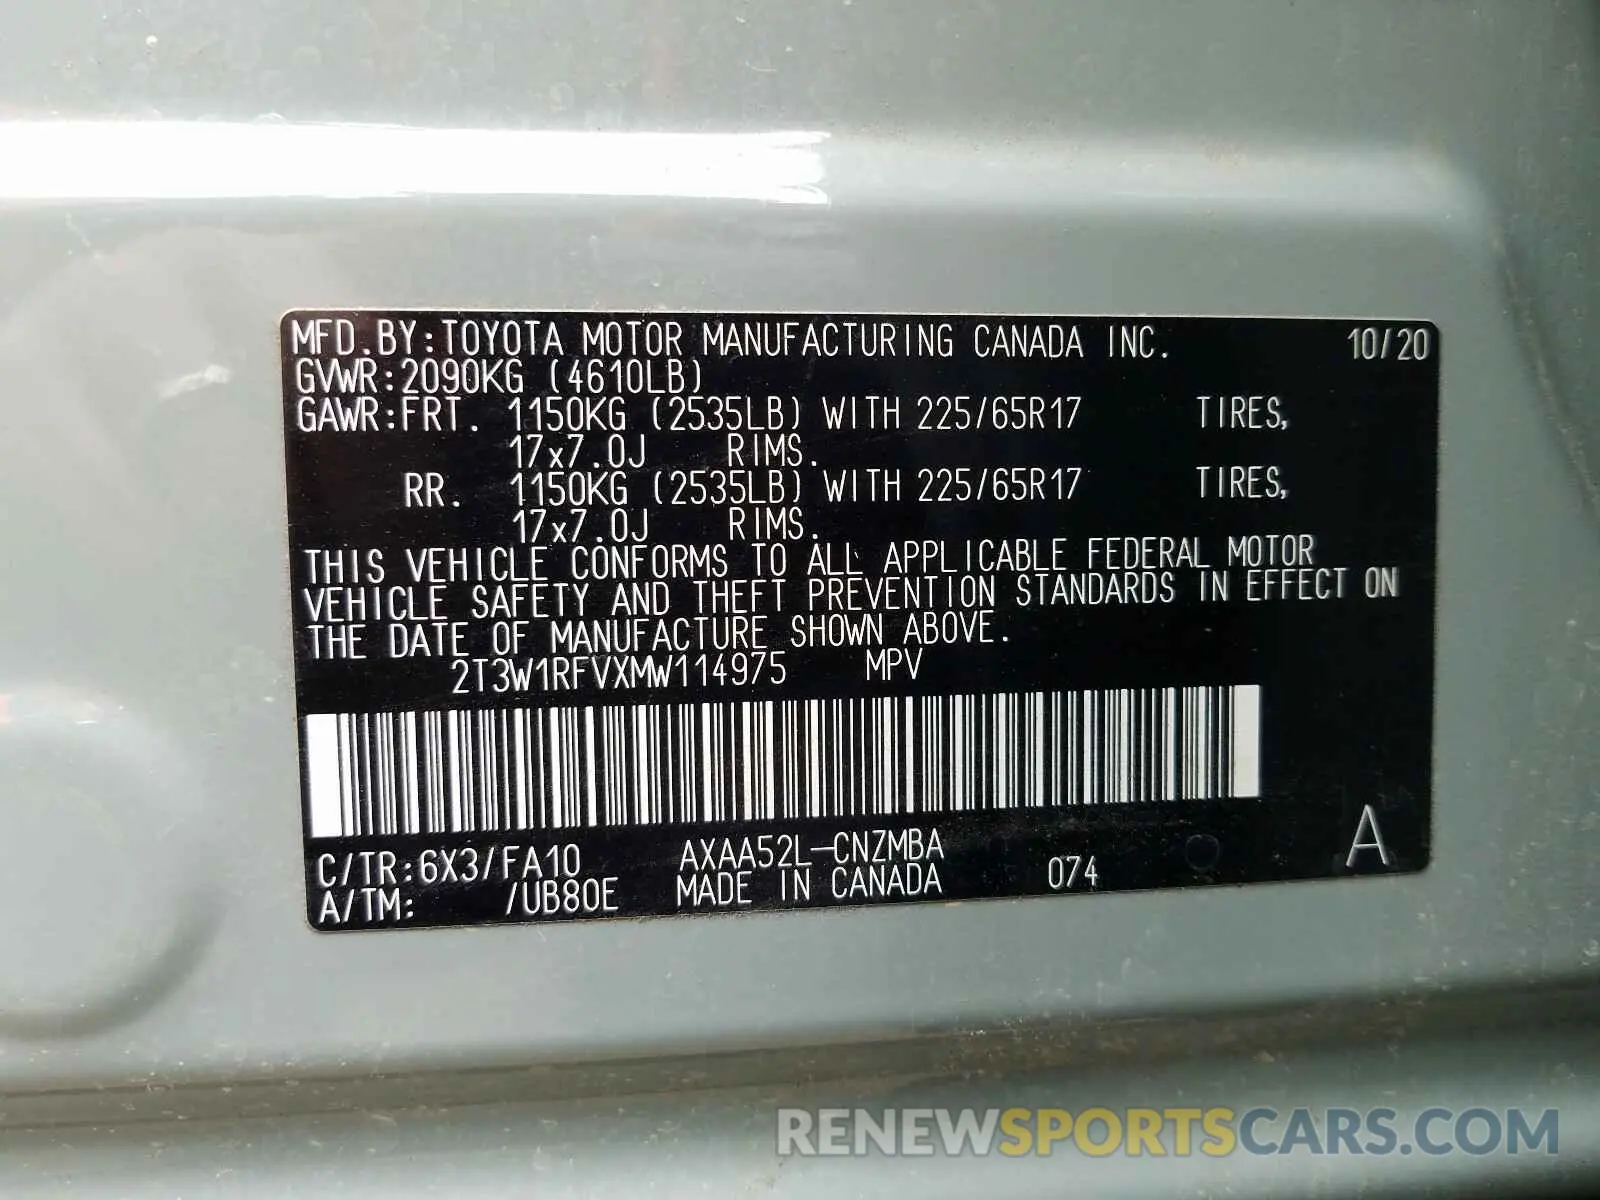 MFD.BY:TOYOTA MOTOR MANUFACTURING CANADA INC. 10/20
GVWR:2090KG (4610LB)
GAWR:FRT. 1150KG (2535LB) WITH 225/65R17 TIRES,
17x7.0J RIMS.
RR. 1150KG (2535LB) WITH 225/65R17 TIRES,
17x7.0J RIMS.
THIS VEHICLE CONFORMS TO ALL APPLICABLE FEDERAL MOTOR
VEHICLE SAFETY AND THEFT PREVENTION STANDARDS IN EFFECT ON
THE DATE OF MANUFACTURE SHOWN ABOVE.
2T3W1RFVXMW114975 MPV
C/TR:6X3/FA10 AXAA52L-CNZMBA A
A/TM: /UB80E MADE IN CANADA 074
RENEWSPORTSCARS.COM